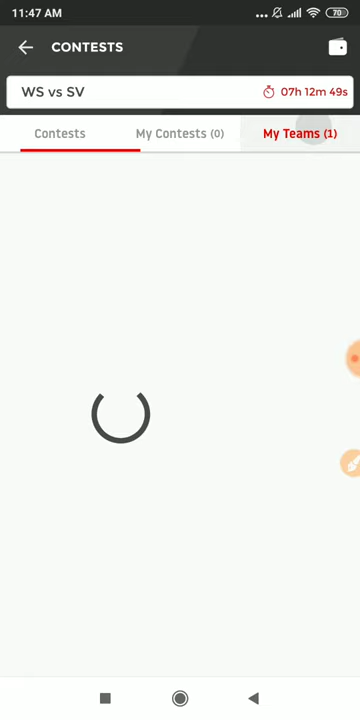 11:47 AM
70
CONTESTS
WS vs SV
07h 12m 49s
Contests
My Contests (0)
My Teams (1)